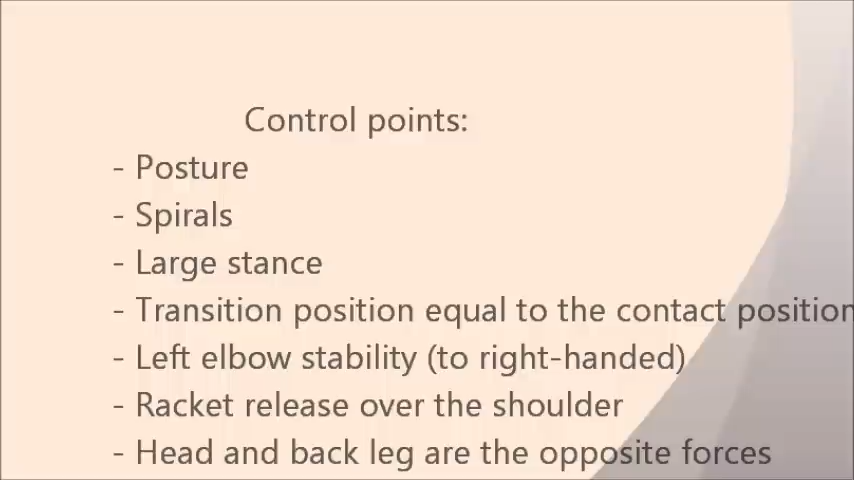 Control points:
- Posture
- Spirals
- Large stance
- Transition position equal to the contact position
- Left elbow stability (to right-handed)
- Racket release over the shoulder
- Head and back leg are the opposite forces